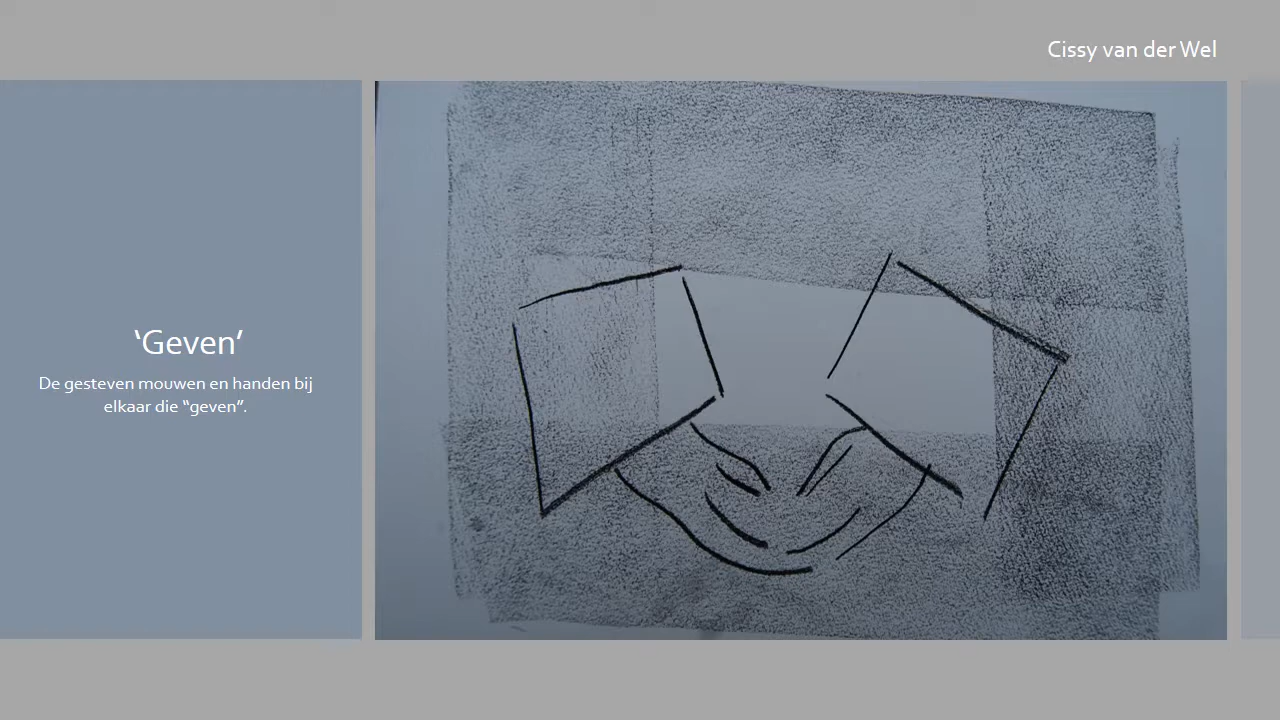 Cissy van der Wel
‘Geven’
De gesteven mouwen en handen bij
elkaar die “geven”.